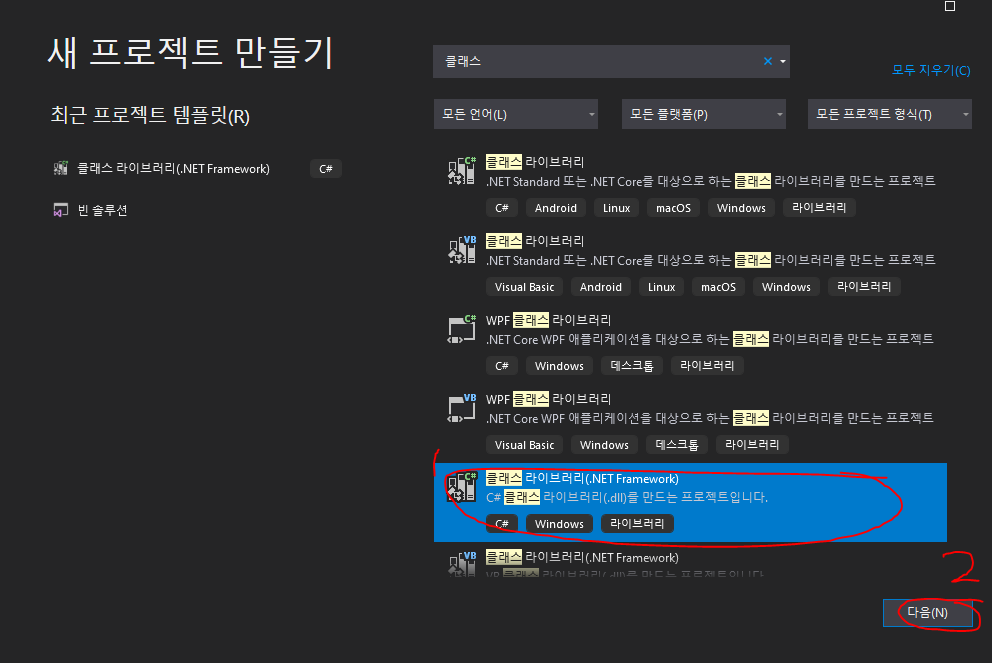 새 프로젝트 만들기
최근 프로젝트 템플릿(R)
클래스 라이브러리(.NET Framework) C#
빈 솔루션
클래스
모두 지우기(C)
모든 언어(L) 모든 플랫폼(P) 모든 프로젝트 형식(T)
C# 클래스 라이브러리
.NET Standard 또는 .NET Core를 대상으로 하는 클래스 라이브러리를 만드는 프로젝트
C# Android Linux macOS Windows 라이브러리
VB 클래스 라이브러리
.NET Standard 또는 .NET Core를 대상으로 하는 클래스 라이브러리를 만드는 프로젝트
Visual Basic Android Linux macOS Windows 라이브러리
C# WPF 클래스 라이브러리
.NET Core WPF 애플리케이션을 대상으로 하는 클래스 라이브러리를 만드는 프로젝트
C# Windows 데스크톱 라이브러리
VB WPF 클래스 라이브러리
.NET Core WPF 애플리케이션을 대상으로 하는 클래스 라이브러리를 만드는 프로젝트
Visual Basic Windows 데스크톱 라이브러리
C# 클래스 라이브러리(.NET Framework)
C# 클래스 라이브러리(.dll)를 만드는 프로젝트입니다.
C# Windows 라이브러리
VB 클래스 라이브러리(.NET Framework)
VB 클래스 라이브러리(.dll)를 만드는 프로젝트입니다.
2
다음(N)